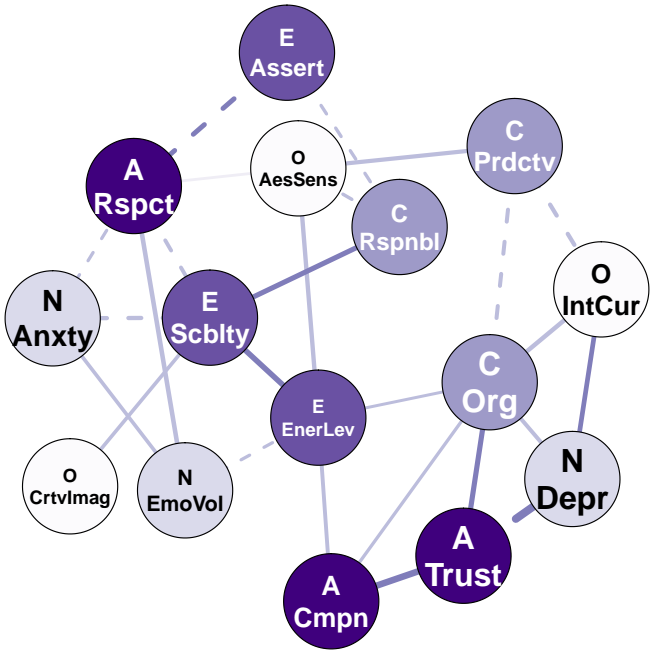 E
Assert
C
Prdctv
O
AesSens
A
Rspct
C
Rspnbl
O
IntCur
N
Anxty
E
Scblty
C
Org
E
EnerLev
O
CrtvImag
N
EmoVol
N
Depr
A
Trust
A
Cmpn